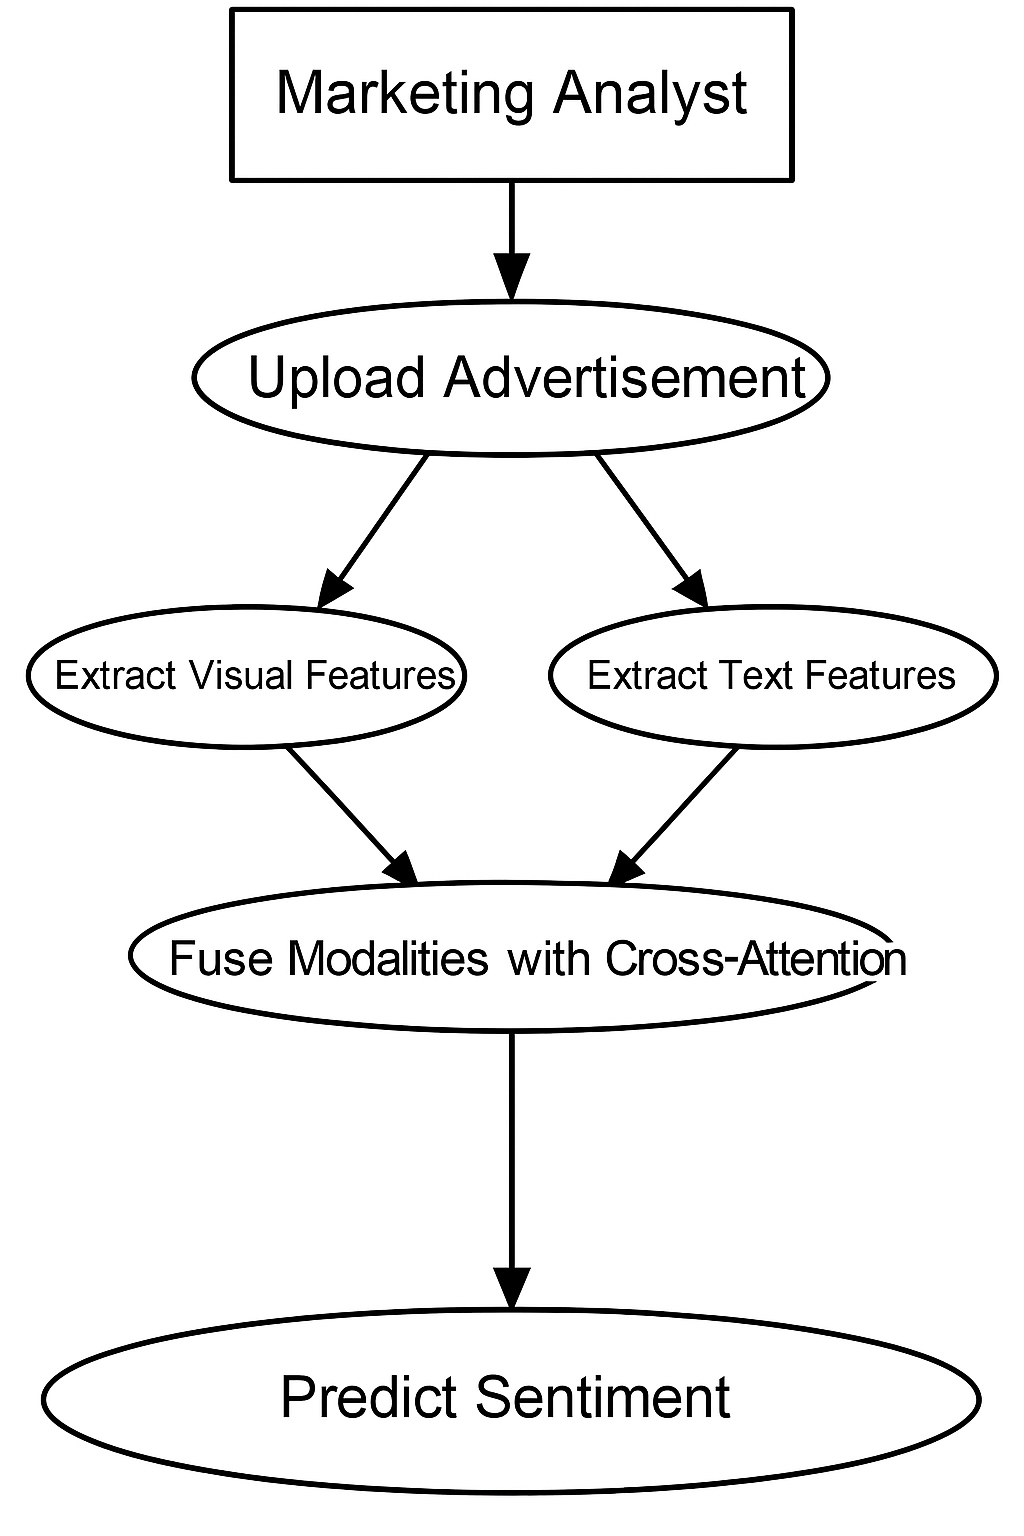 Marketing Analyst
Upload Advertisement
Extract Visual Features
Extract Text Features
Fuse Modalities with Cross-Attention
Predict Sentiment